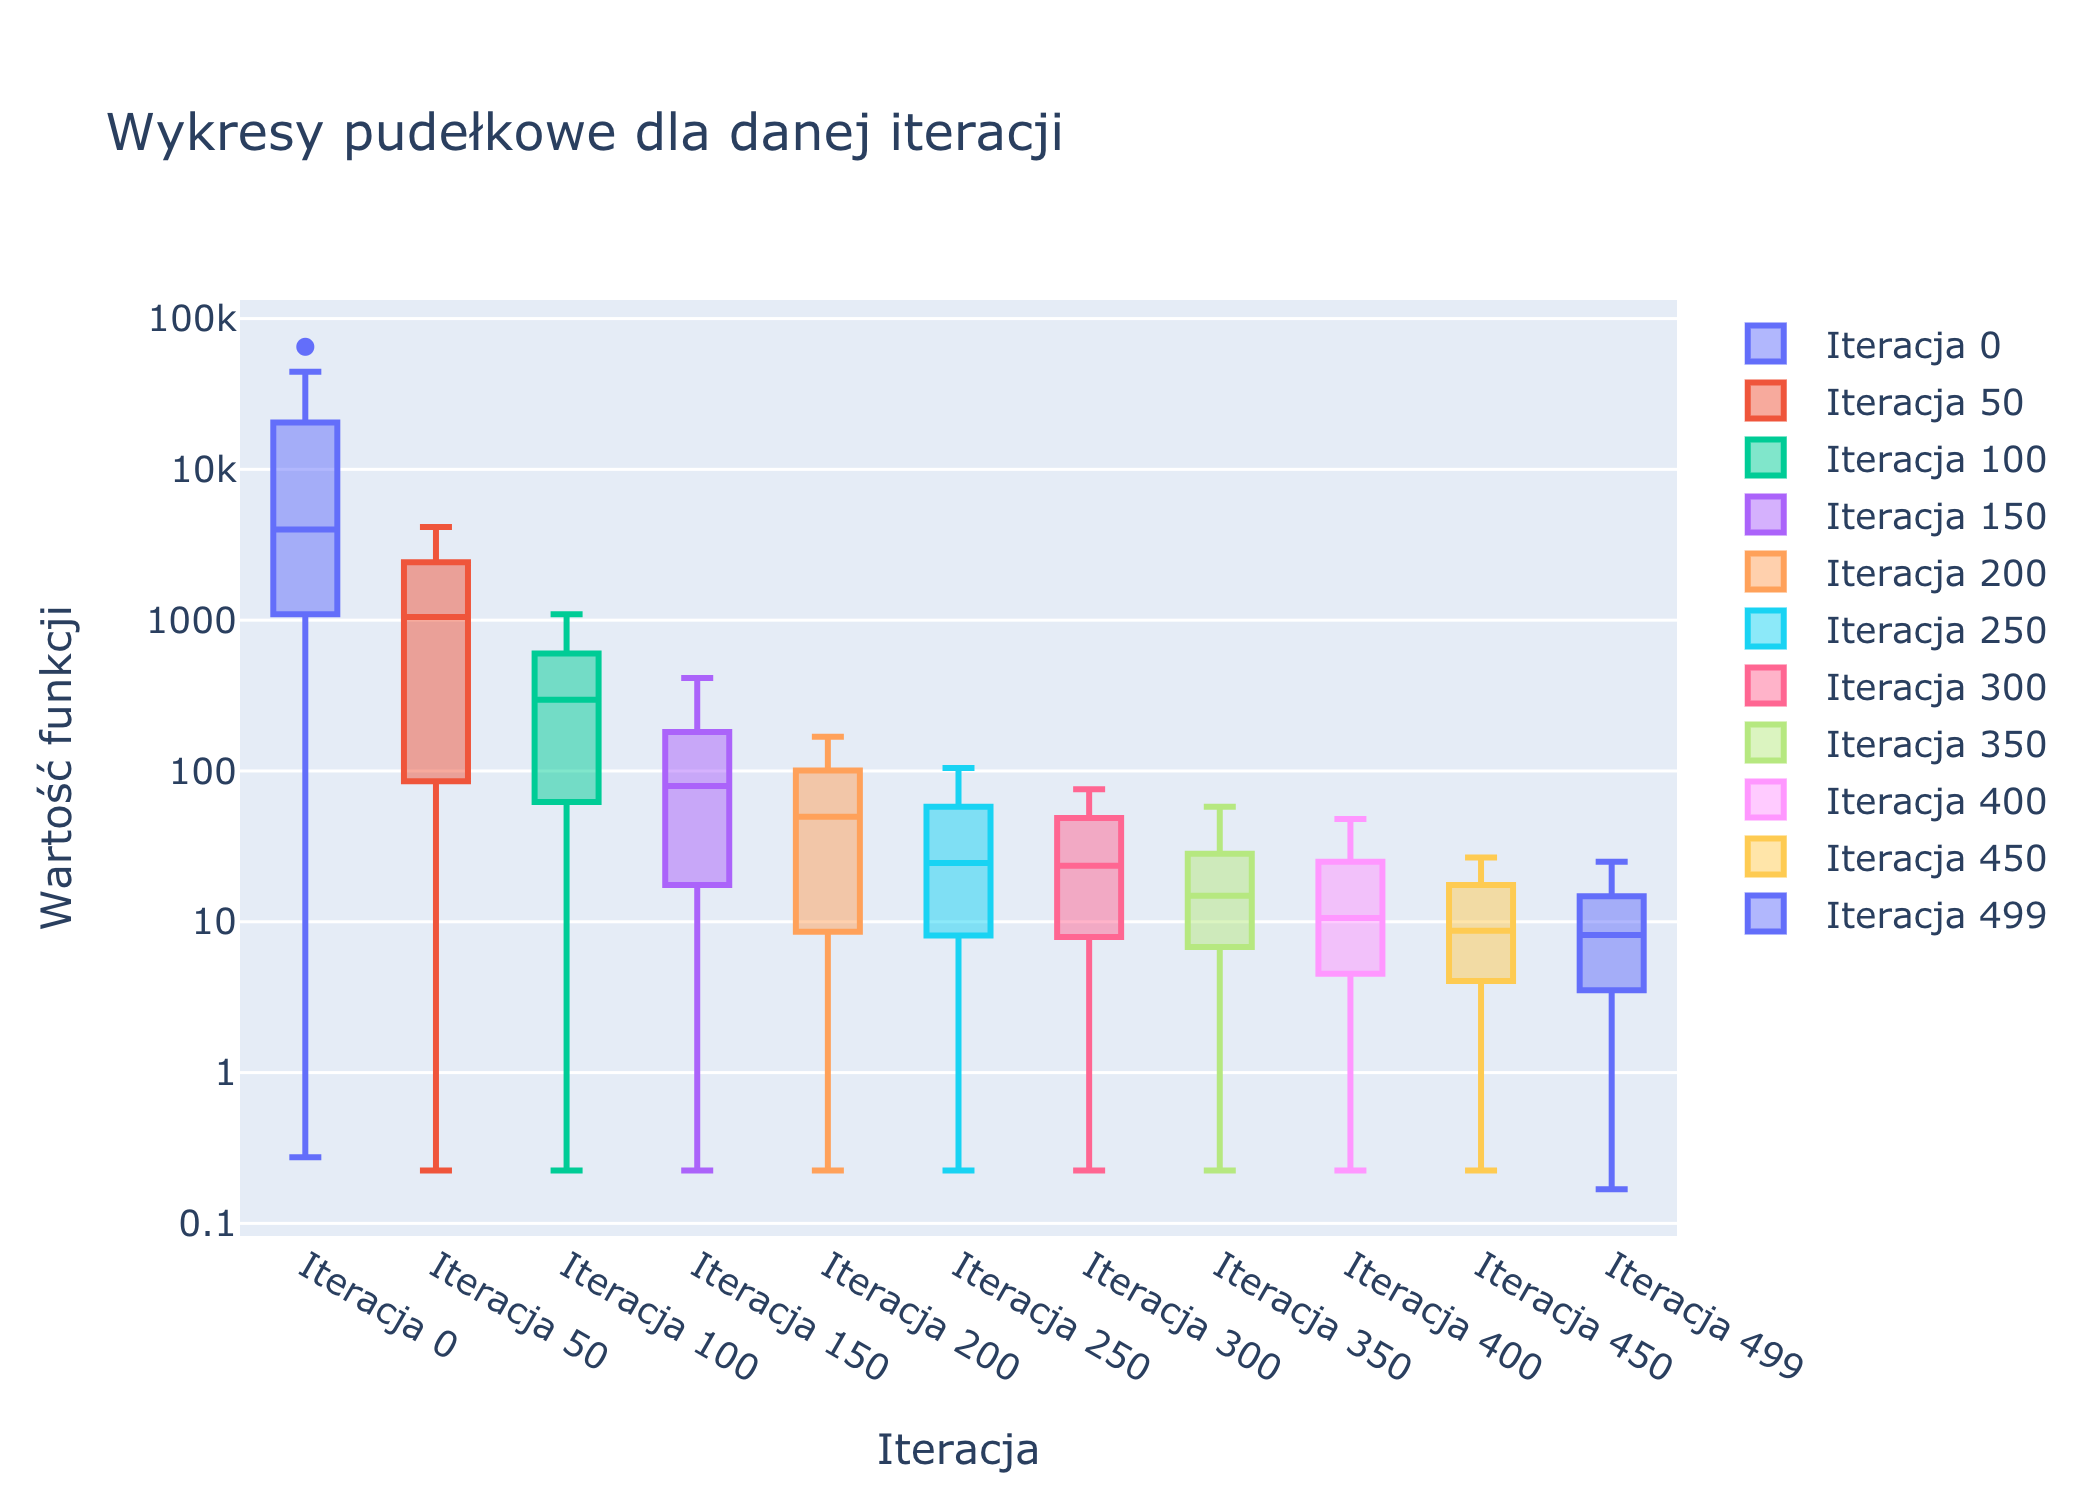 Wykresy pudełkowe dla danej iteracji
Wartość funkcji
100k
10k
1000
100
10
1
0.1
Iteracja 0
Iteracja 50
Iteracja 100
Iteracja 150
Iteracja 200
Iteracja 250
Iteracja 300
Iteracja 350
Iteracja 400
Iteracja 450
Iteracja 499
Iteracja
Iteracja 0
Iteracja 50
Iteracja 100
Iteracja 150
Iteracja 200
Iteracja 250
Iteracja 300
Iteracja 350
Iteracja 400
Iteracja 450
Iteracja 499